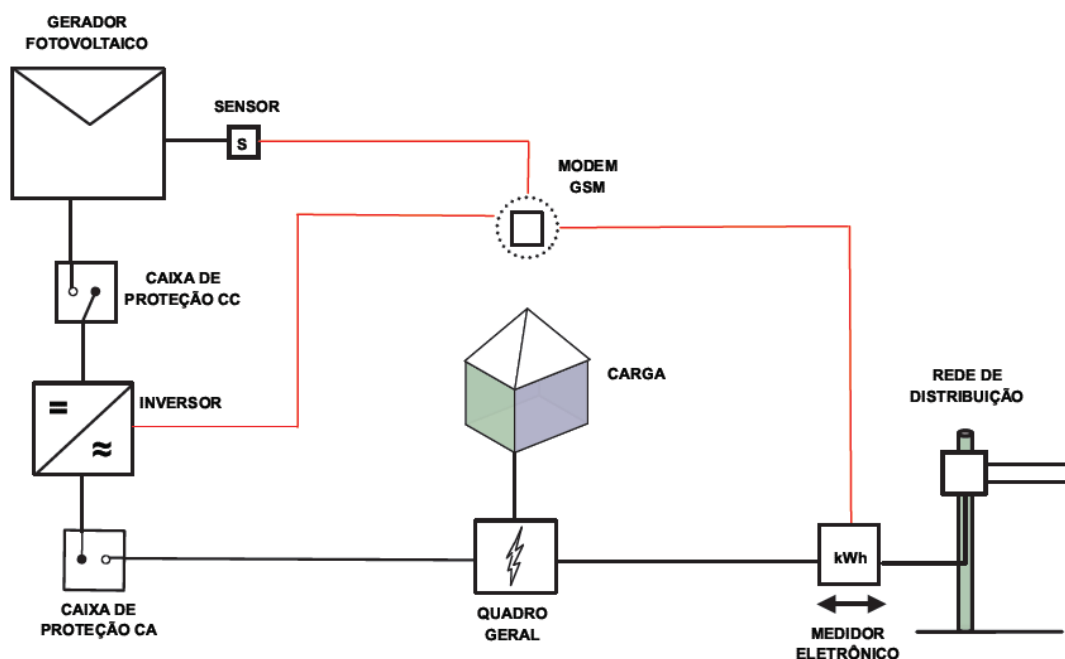 GERADOR
FOTOVOLTAICO
SENSOR
S
MODEM
GSM
CAIXA DE
PROTEÇÃO CC
CARGA
REDE DE
DISTRIBUIÇÃO
=
INVERSOR
≈
kWh
CAIXA DE
PROTEÇÃO CA
QUADRO
GERAL
MEDIDOR
ELETRÔNICO